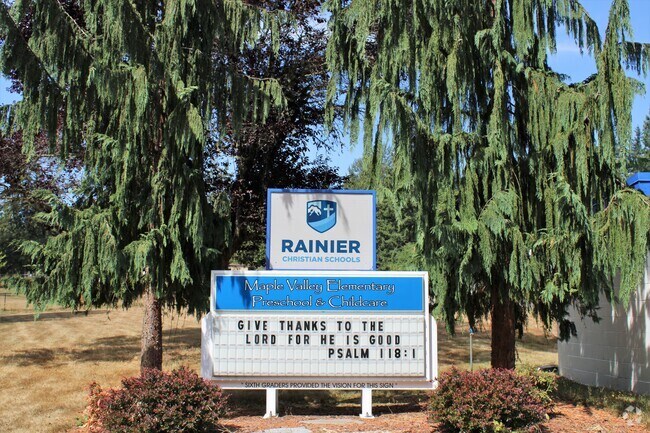 RAINIER
CHRISTIAN SCHOOLS
Maple Valley Elementary
Preschool & Childcare
GIVE THANKS TO THE
LORD FOR HE IS GOOD
PSALM 118:1
"SIXTH GRADERS PROVIDED THE VISION FOR THIS SIGN"